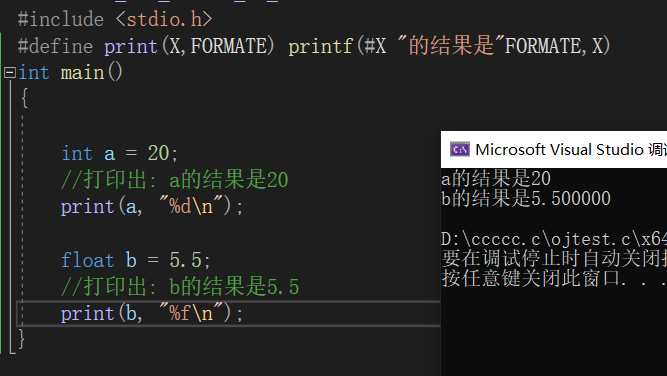 #include <stdio.h>
#define print(X,FORMATE) printf(#X "的结果是"FORMATE,X)
int main()
{
int a = 20;
//打印出: a的结果是20
print(a, "%d\n");
float b = 5.5;
//打印出: b的结果是5.5
print(b, "%f\n");
}
Microsoft Visual Studio 调
a的结果是20
b的结果是5.500000
D:\ccccc.c\ojtest.c\x64
要在调试停止时自动关闭
按任意键关闭此窗口. . .